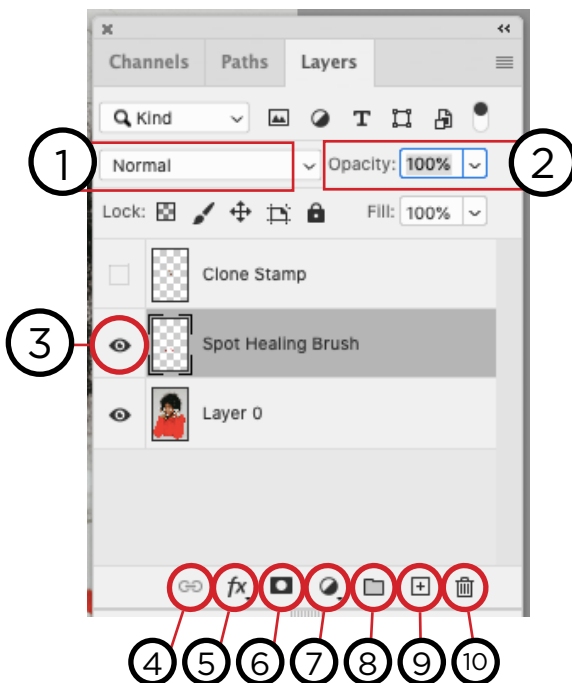 Channels Paths Layers
Kind T
1 Normal Opacity: 100% 2
Lock: Fill: 100%
Clone Stamp
3 Spot Healing Brush
Layer 0
fx
4 5 6 7 8 9 10